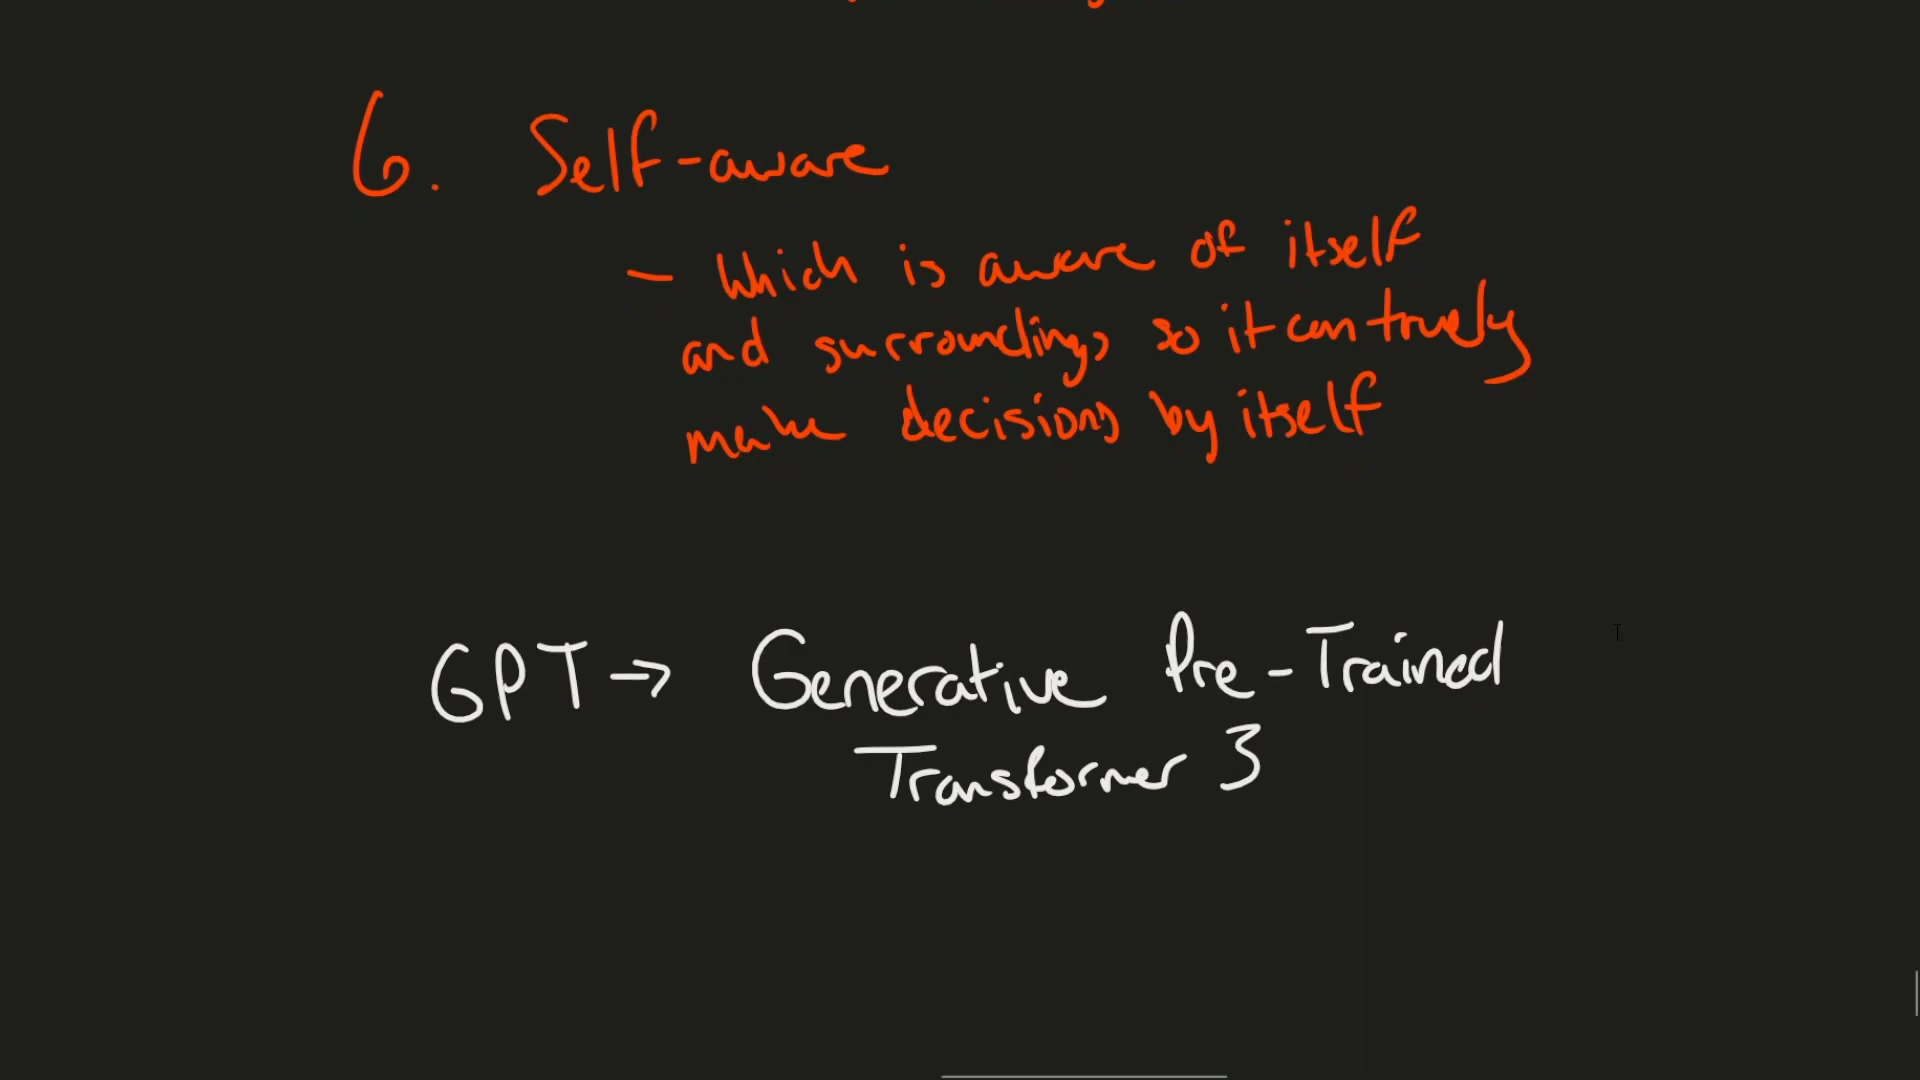 6. Self-aware
- Which is aware of itself
and surroundings so it can truely
make decisions by itself
GPT → Generative Pre-Trained
Transformer 3